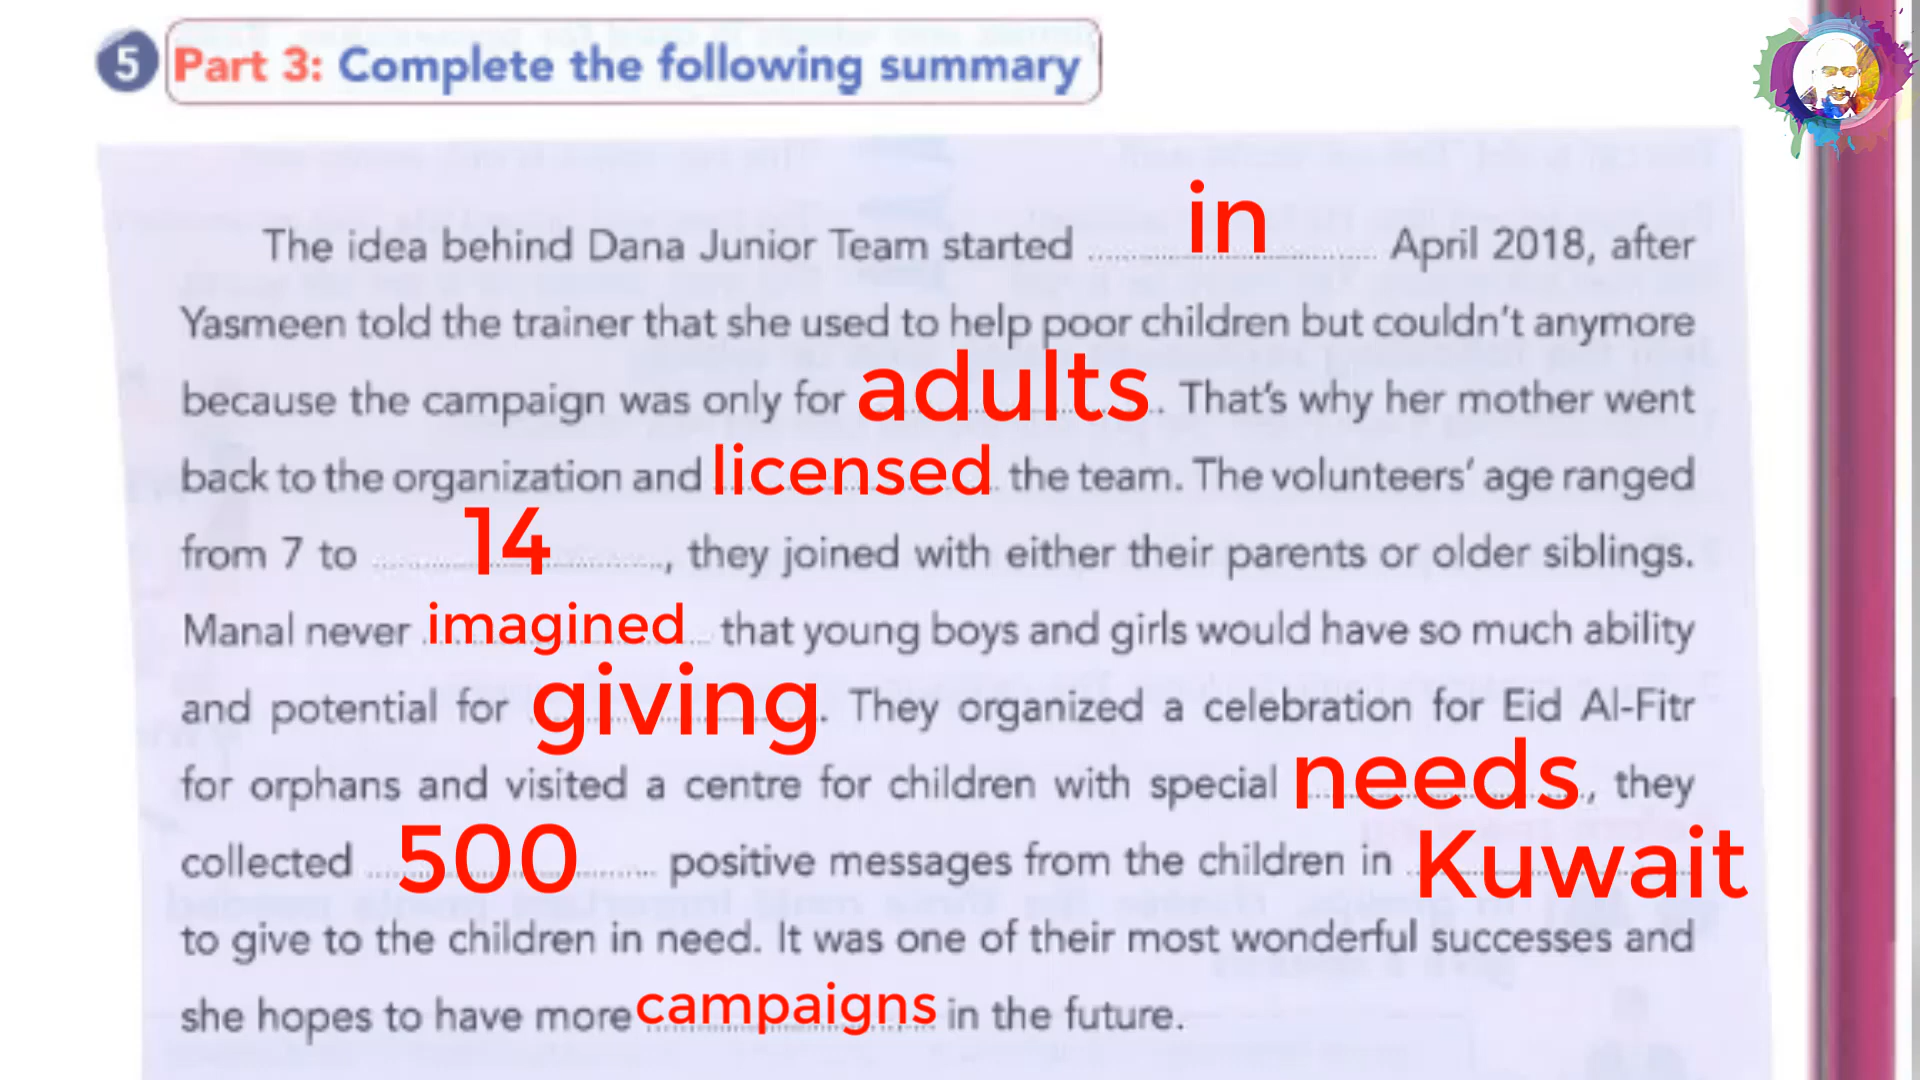 5 Part 3: Complete the following summary
The idea behind Dana Junior Team started in April 2018, after
Yasmeen told the trainer that she used to help poor children but couldn't anymore
because the campaign was only for adults. That's why her mother went
back to the organization and licensed the team. The volunteers' age ranged
from 7 to 14, they joined with either their parents or older siblings.
Manal never imagined that young boys and girls would have so much ability
and potential for giving. They organized a celebration for Eid Al-Fitr
for orphans and visited a centre for children with special needs, they
collected 500 positive messages from the children in Kuwait
to give to the children in need. It was one of their most wonderful successes and
she hopes to have more campaigns in the future.